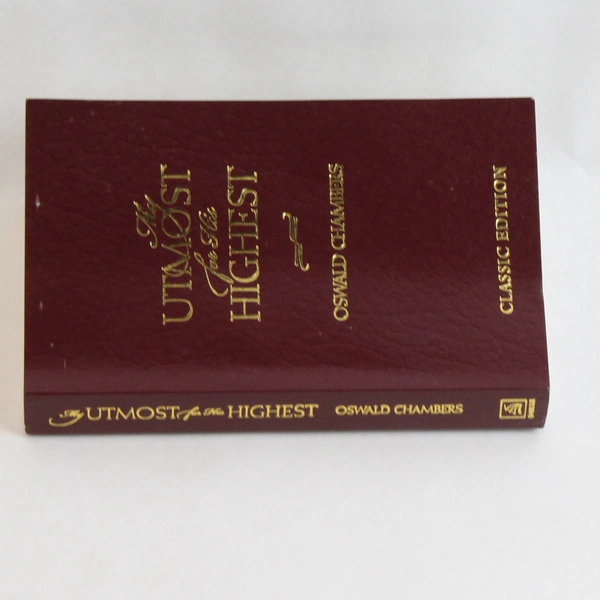 My
UTMOST
for His
HIGHEST
OSWALD CHAMBERS
CLASSIC EDITION
My UTMOST for His HIGHEST OSWALD CHAMBERS